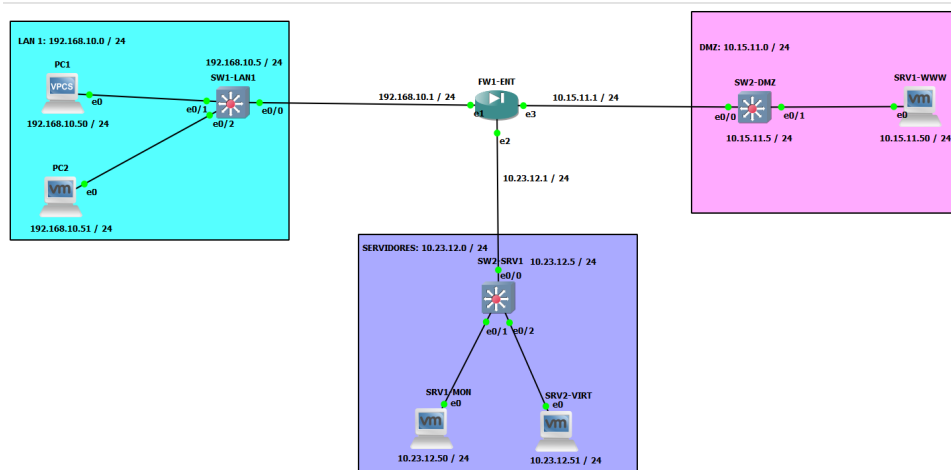 LAN 1: 192.168.10.0 / 24
PC1
VPCS
e0
192.168.10.50 / 24
192.168.10.5 / 24
SW1-LAN1
e0/1
e0/2
e0/0
PC2
vm
e0
192.168.10.51 / 24
FW1-ENT
192.168.10.1 / 24
e1
e3
e2
10.15.11.1 / 24
10.23.12.1 / 24
DMZ: 10.15.11.0 / 24
SW2-DMZ
e0/0
e0/1
10.15.11.5 / 24
SRV1-WWW
vm
e0
10.15.11.50 / 24
SERVIDORES: 10.23.12.0 / 24
SW2-SRV1
10.23.12.5 / 24
e0/0
e0/1
e0/2
SRV1-MON
e0
vm
10.23.12.50 / 24
SRV2-VIRT
e0
vm
10.23.12.51 / 24